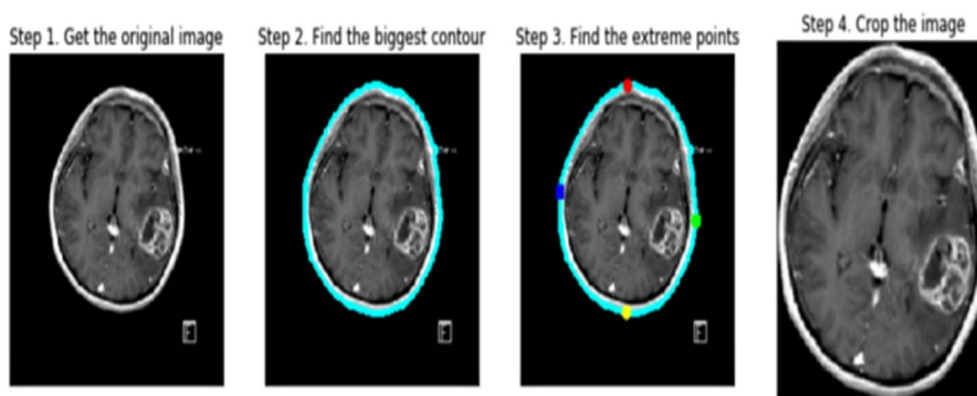 Step 1. Get the original image
Step 2. Find the biggest contour
Step 3. Find the extreme points
Step 4. Crop the image